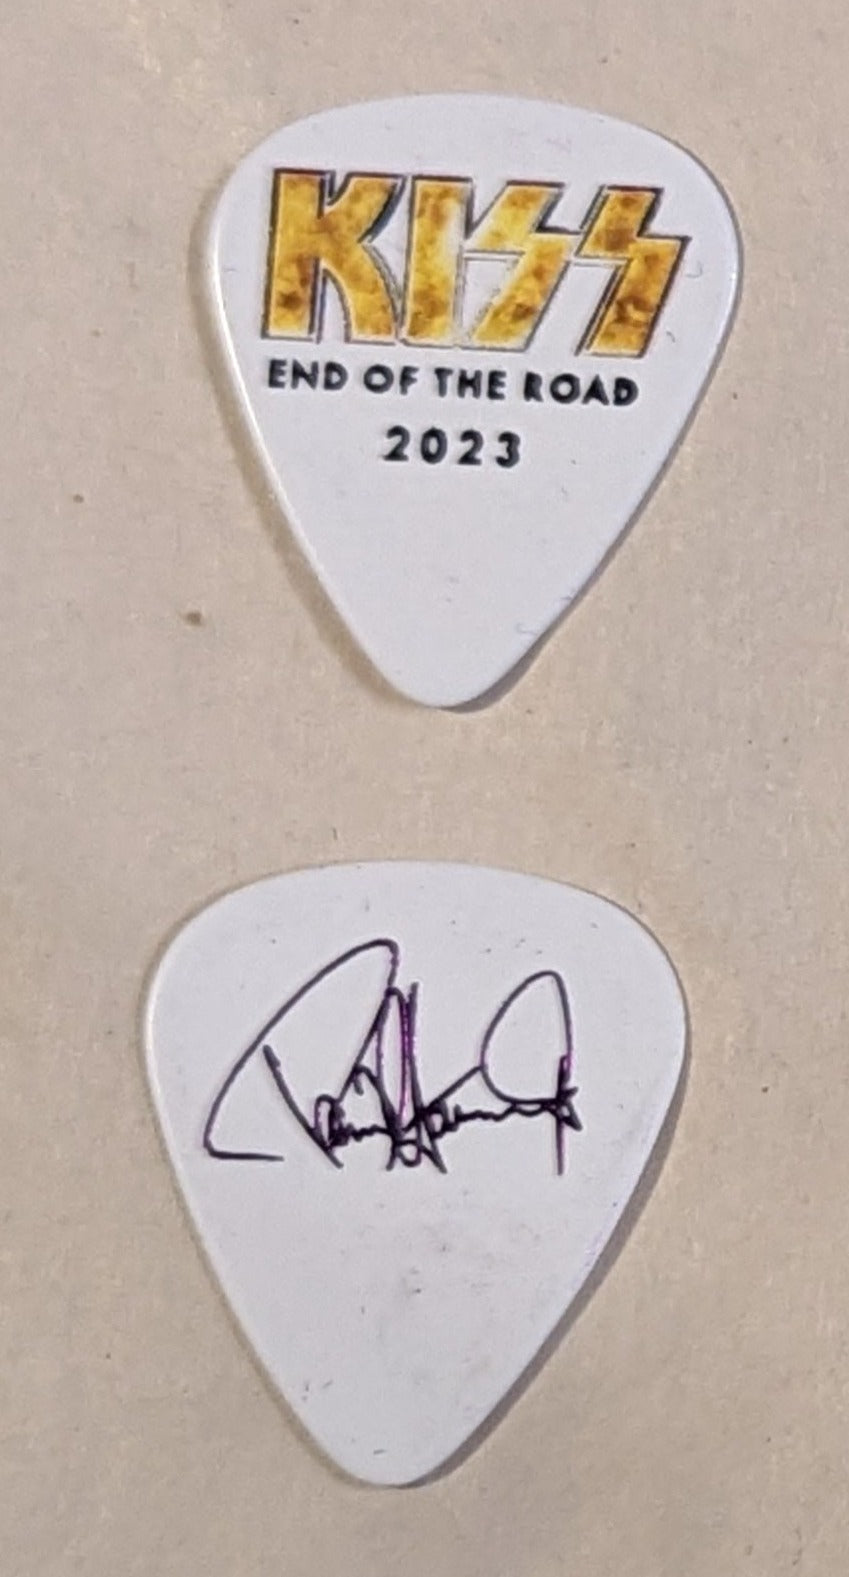 KISS
END OF THE ROAD
2023